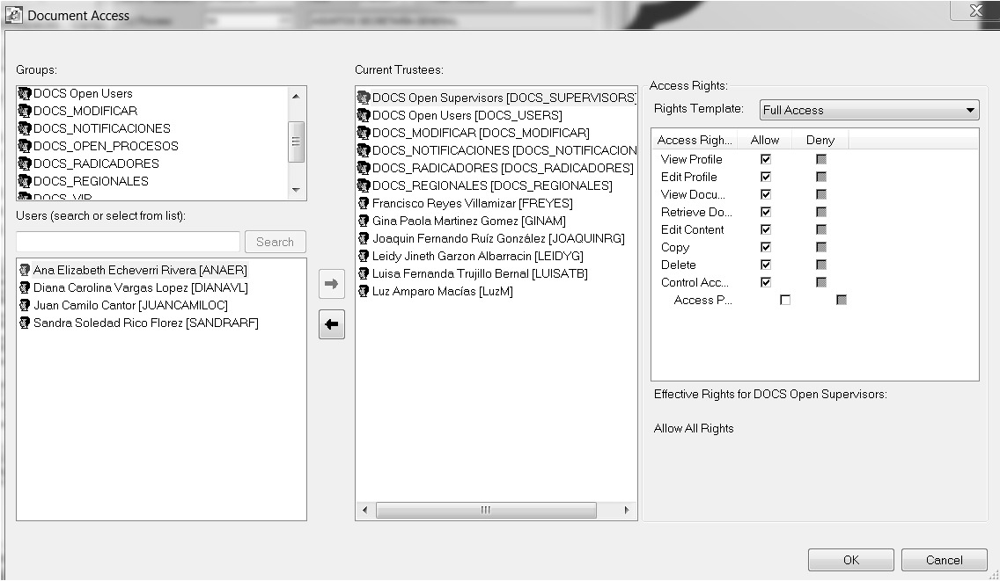 Document Access
Groups:
DOCS Open Users
DOCS_MODIFICAR
DOCS_NOTIFICACIONES
DOCS_OPEN_PROCESOS
DOCS_RADICADORES
DOCS_REGIONALES
DOCS_VIP
Users (search or select from list):
Search
Ana Elizabeth Echeverri Rivera [ANAER]
Diana Carolina Vargas Lopez [DIANAVL]
Juan Camilo Cantor [JUANCAMILOC]
Sandra Soledad Rico Florez [SANDRARF]
Current Trustees:
DOCS Open Supervisors [DOCS_SUPERVISORS]
DOCS Open Users [DOCS_USERS]
DOCS_MODIFICAR [DOCS_MODIFICAR]
DOCS_NOTIFICACIONES [DOCS_NOTIFICACION
DOCS_RADICADORES [DOCS_RADICADORES]
DOCS_REGIONALES [DOCS_REGIONALES]
Francisco Reyes Villamizar [FREYES]
Gina Paola Martinez Gomez [GINAM]
Joaquin Fernando Ruíz González [JOAQUINRG]
Leidy Jineth Garzon Albarracin [LEIDYG]
Luisa Fernanda Trujillo Bernal [LUISATB]
Luz Amparo Macías [LuzM]
Access Rights:
Rights Template: Full Access
Access Righ... Allow Deny
View Profile
Edit Profile
View Docu...
Retrieve Do...
Edit Content
Copy
Delete
Control Acc...
Access P...
Effective Rights for DOCS Open Supervisors:
Allow All Rights
OK Cancel